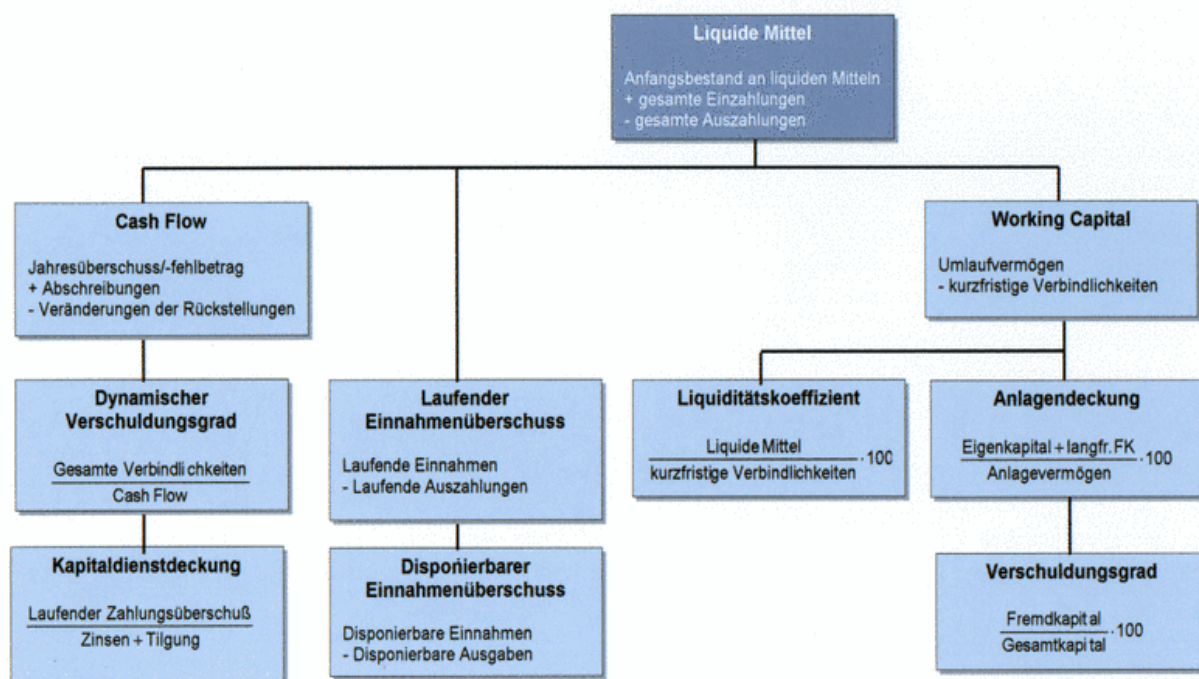 Liquide Mittel
Anfangsbestand an liquiden Mitteln
+ gesamte Einzahlungen
- gesamte Auszahlungen
Cash Flow
Jahresüberschuss/-fehlbetrag
+ Abschreibungen
- Veränderungen der Rückstellungen
Working Capital
Umlaufvermögen
- kurzfristige Verbindlichkeiten
Dynamischer
Verschuldungsgrad
Gesamte Verbindlichkeiten
Cash Flow
Laufender
Einnahmenüberschuss
Laufende Einnahmen
- Laufende Auszahlungen
Liquiditätskoeffizient
Liquide Mittel
kurzfristige Verbindlichkeiten
· 100
Anlagendeckung
Eigenkapital + langfr. FK
Anlagevermögen
· 100
Kapitaldienstdeckung
Laufender Zahlungsüberschuß
Zinsen + Tilgung
Disponierbarer
Einnahmenüberschuss
Disponierbare Einnahmen
- Disponierbare Ausgaben
Verschuldungsgrad
Fremdkapital
Gesamtkapital
· 100